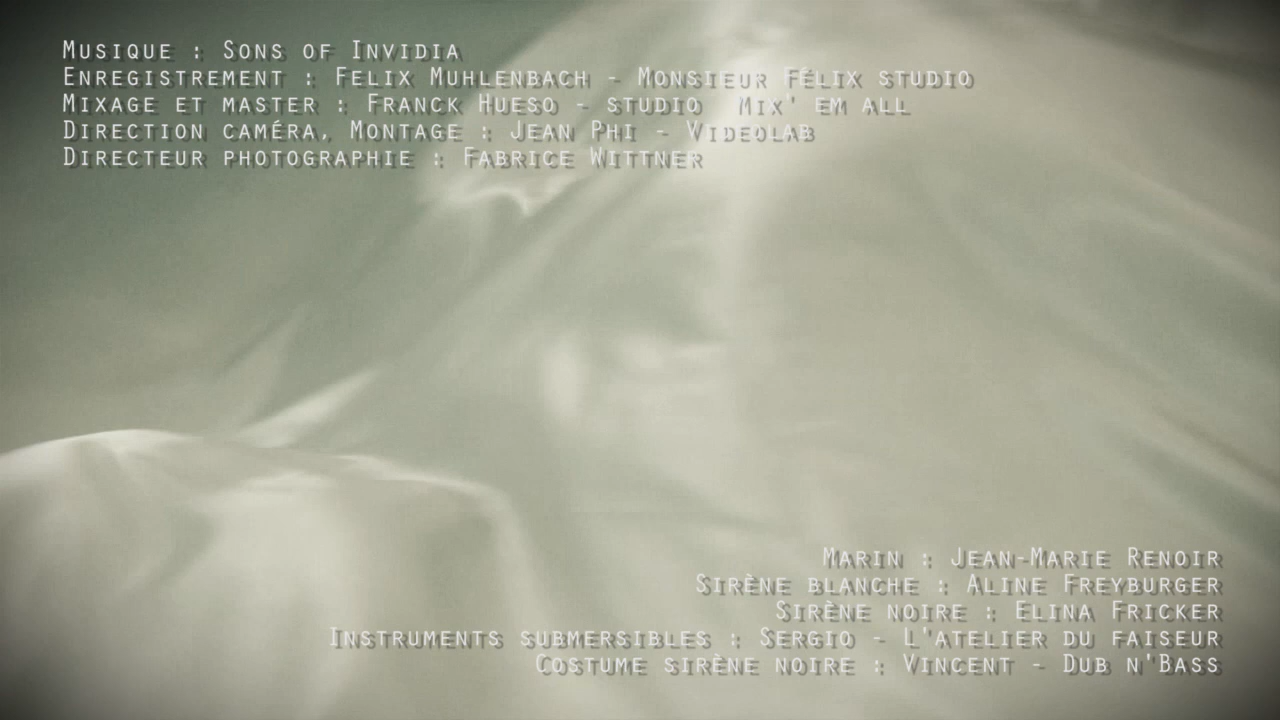 Musique : Sons of Invidia
Enregistrement : Felix Muhlenbach - Monsieur Félix studio
Mixage et master : Franck Hueso - studio Mix' em all
Direction caméra, Montage : Jean Phi - Videolab
Directeur photographie : Fabrice Wittner
Marin : Jean-Marie Renoir
Sirène blanche : Aline Freyburger
Sirène noire : Elina Fricker
Instruments submersibles : Sergio - L'atelier du faiseur
Costume sirène noire : Vincent - Dub n'Bass